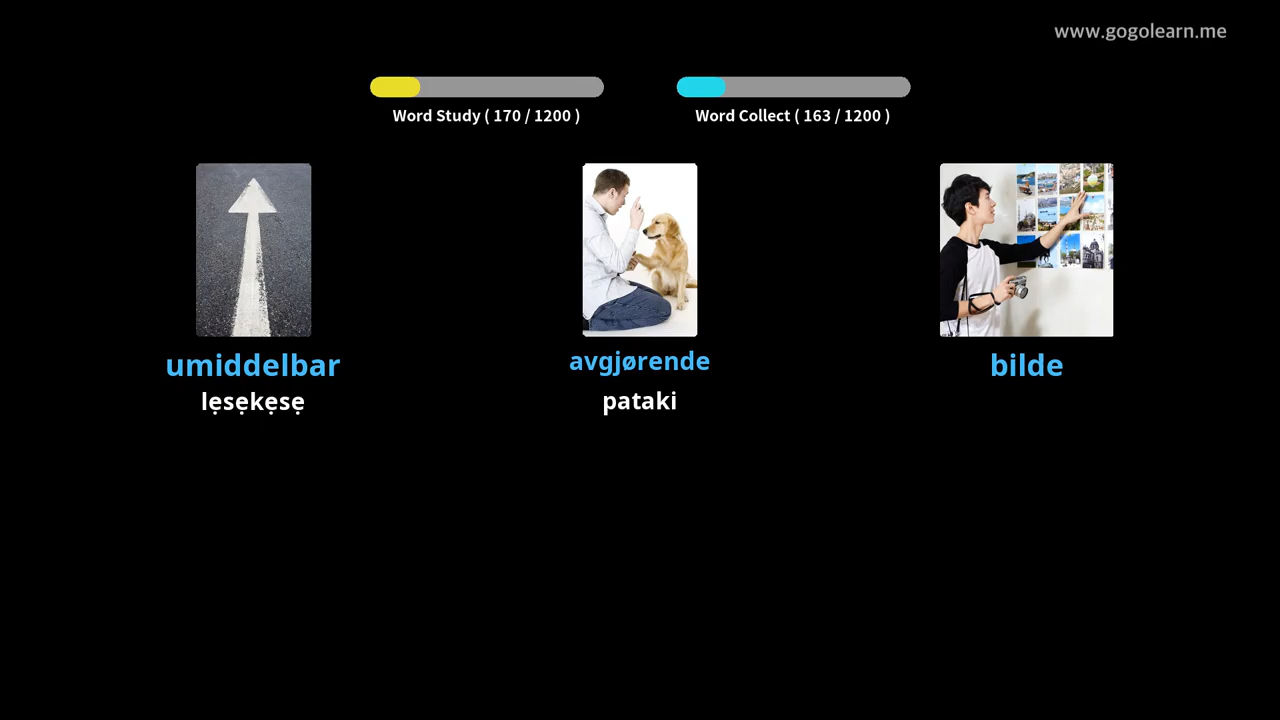 www.gogolearn.me
Word Study ( 170 / 1200 )
Word Collect ( 163 / 1200 )
umiddelbar
lẹsẹkẹsẹ
avgjørende
pataki
bilde